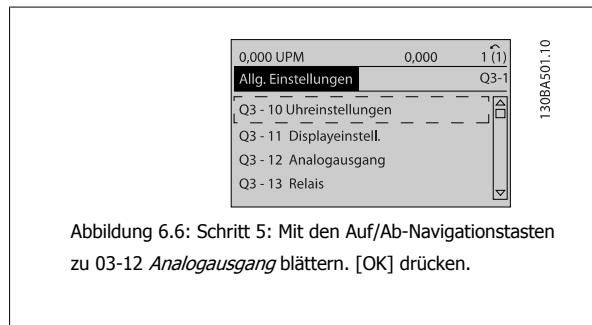 0,000 UPM 0,000 1 (1)
Allg. Einstellungen Q3-1
Q3 - 10 Uhreinstellungen
Q3 - 11 Displayeinstell.
Q3 - 12 Analogausgang
Q3 - 13 Relais
130BA501.10
Abbildung 6.6: Schritt 5: Mit den Auf/Ab-Navigationstasten
zu 03-12 Analogausgang blättern. [OK] drücken.